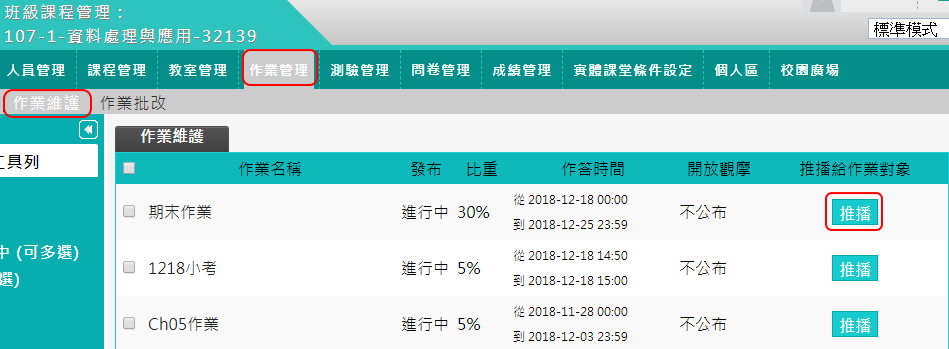 班級課程管理：
107-1-資料處理與應用-32139
標準模式
人員管理 課程管理 教室管理 作業管理 測驗管理 問卷管理 成績管理 實體課堂條件設定 個人區 校園廣場
作業維護 作業批改
作業維護
工具列
作業名稱 發布 比重 作答時間 開放觀摩 推播給作業對象
期末作業 進行中 30% 從 2018-12-18 00:00 不公布 推播
到 2018-12-25 23:59
中 (可多選)
1218小考 進行中 5% 從 2018-12-18 14:50 不公布 推播
選)
到 2018-12-18 15:00
Ch05作業 進行中 5% 從 2018-11-28 00:00 不公布 推播
到 2018-12-03 23:59